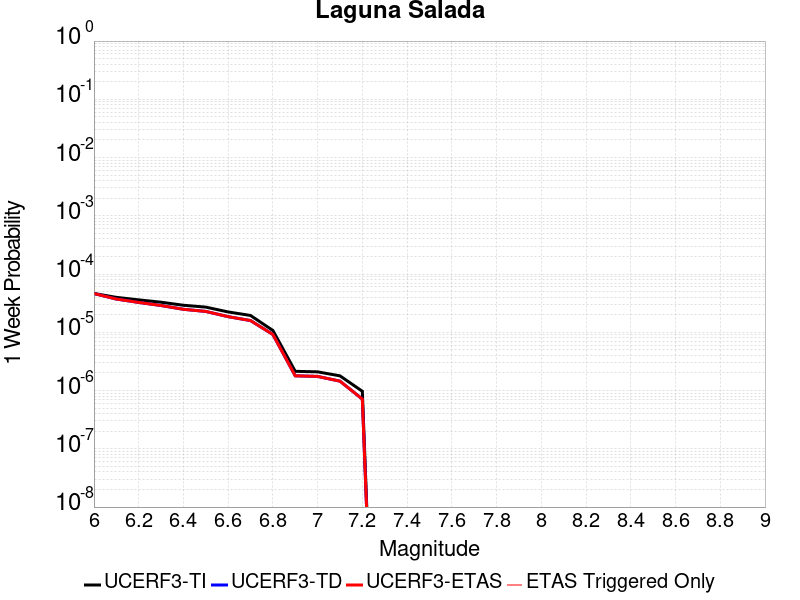 Laguna Salada
10 0
10 -1
10 -2
10 -3
10 -4
10 -5
10 -6
10 -7
10 -8
1 Week Probability
6 6.2 6.4 6.6 6.8 7 7.2 7.4 7.6 7.8 8 8.2 8.4 8.6 8.8 9
Magnitude
UCERF3-TI UCERF3-TD UCERF3-ETAS ETAS Triggered Only